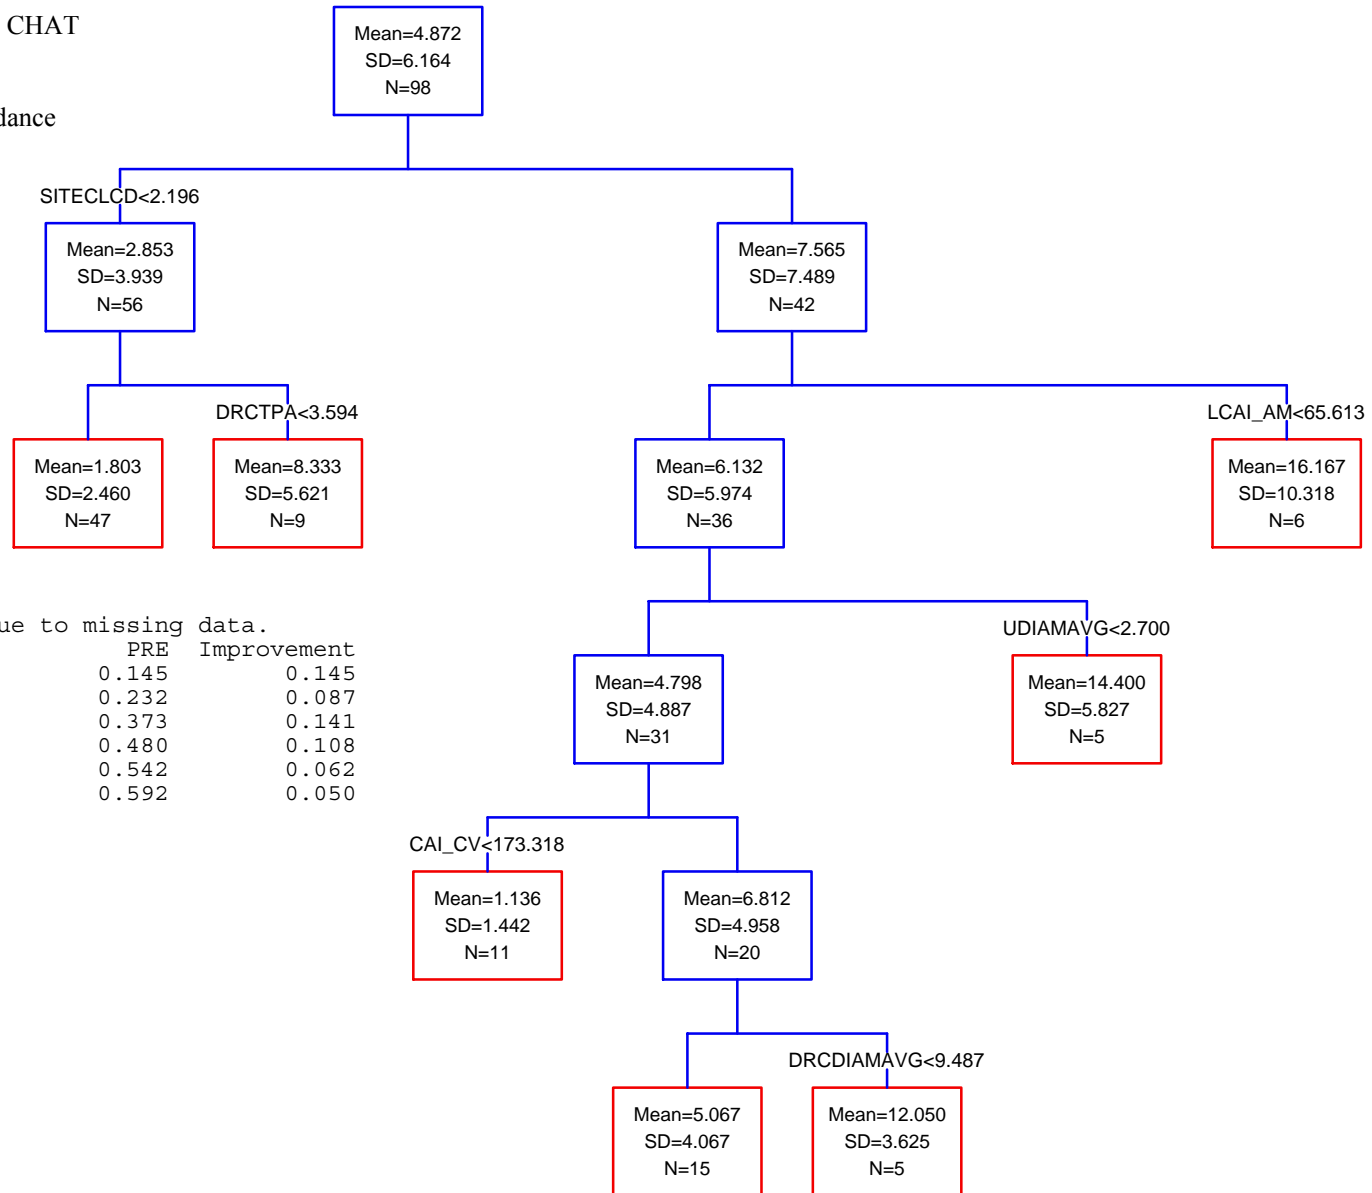 CHAT
Mean=4.872
SD=6.164
N=98
SITECLCD<2.196
Mean=2.853
SD=3.939
N=56
Mean=7.565
SD=7.489
N=42
DRCTPA<3.594
LCAI_AM<65.613
Mean=1.803
SD=2.460
N=47
Mean=8.333
SD=5.621
N=9
Mean=6.132
SD=5.974
N=36
Mean=16.167
SD=10.318
N=6
to missing data.
PRE Improvement
0.145 0.145
0.232 0.087
0.373 0.141
0.480 0.108
0.542 0.062
0.592 0.050
UDIAMAVG<2.700
Mean=4.798
SD=4.887
N=31
Mean=14.400
SD=5.827
N=5
CAI_CV<173.318
Mean=1.136
SD=1.442
N=11
Mean=6.812
SD=4.958
N=20
DRCDIAMAVG<9.487
Mean=5.067
SD=4.067
N=15
Mean=12.050
SD=3.625
N=5